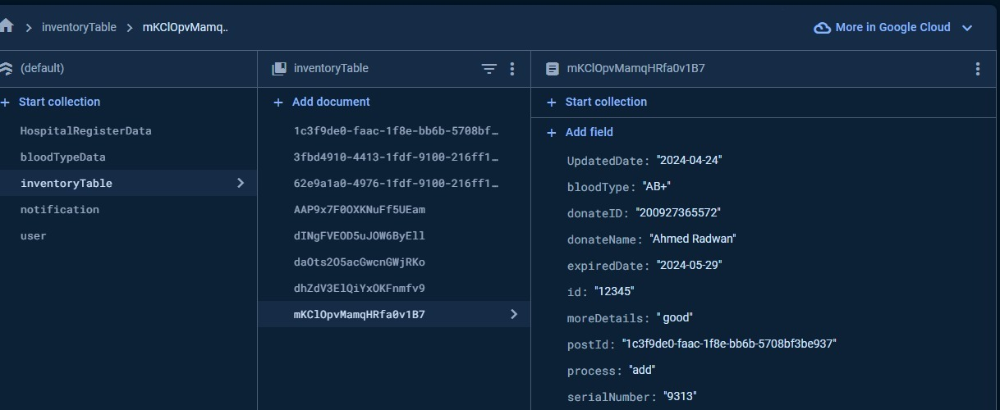 inventoryTable
mKClOpvMamq..
More in Google Cloud
(default)
inventoryTable
mKClOpvMamqHRfa0v1B7
+ Start collection
+ Add document
+ Start collection
HospitalRegisterData
bloodTypeData
inventoryTable
notification
user
1c3f9de0-faac-1f8e-bb6b-5708bf…
3fbd4910-4413-1fdf-9100-216ff1…
62e9a1a0-4976-1fdf-9100-216ff1…
AAP9x7F0OXKNuFf5UEam
dINgFVEOD5uJOW6ByEll
daOts2O5acGwcnGWjRKo
dhZdV3ElQiYxOKFnmfv9
mKClOpvMamqHRfa0v1B7
+ Add field
UpdatedDate: "2024-04-24"
bloodType: "AB+"
donateID: "200927365572"
donateName: "Ahmed Radwan"
expiredDate: "2024-05-29"
id: "12345"
moreDetails: " good"
postId: "1c3f9de0-faac-1f8e-bb6b-5708bf3be937"
process: "add"
serialNumber: "9313"